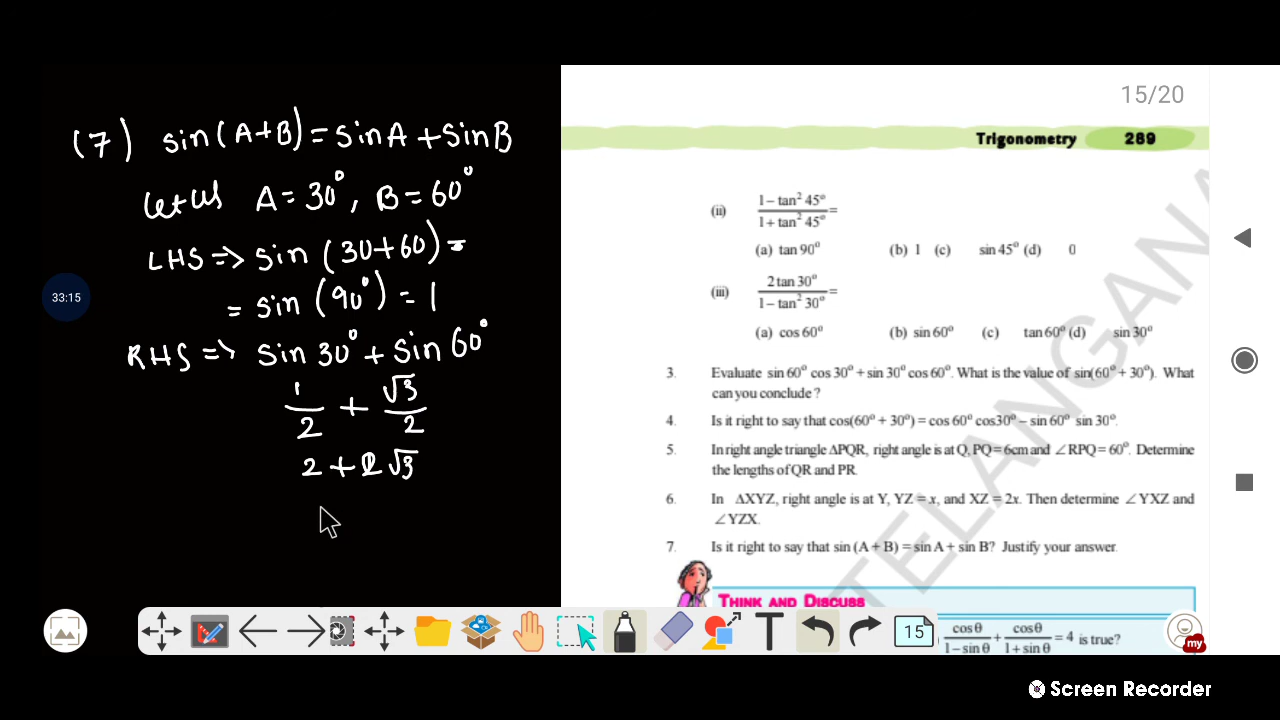 15/20
Trigonometry 289
(7) sin(A+B) = sinA + sinB
Let us A = 30°, B = 60°
LHS => sin (30+60) =
= sin (90°) = 1
RHS => sin 30° + sin 60°
1/2 + √3/2
2 + 2√3
33:15
(ii) (1 – tan² 45°)/(1 + tan² 45°) =
(a) tan 90° (b) 1 (c) sin 45° (d) 0
(iii) (2 tan 30°)/(1 – tan² 30°) =
(a) cos 60° (b) sin 60° (c) tan 60° (d) sin 30°
3. Evaluate sin 60° cos 30° + sin 30° cos 60°. What is the value of sin(60° + 30°). What
can you conclude ?
4. Is it right to say that cos(60° + 30°) = cos 60° cos30° – sin 60° sin 30°.
5. In right angle triangle ΔPQR, right angle is at Q, PQ = 6cm and ∠RPQ = 60°. Determine
the lengths of QR and PR.
6. In ΔXYZ, right angle is at Y, YZ = x, and XZ = 2x. Then determine ∠YXZ and
∠YZX.
7. Is it right to say that sin (A + B) = sin A + sin B? Justify your answer.
TELANGANA
THINK AND DISCUSS
cosθ/(1 – sinθ) + cosθ/(1 + sinθ) = 4 is true?
T
15
my
Screen Recorder